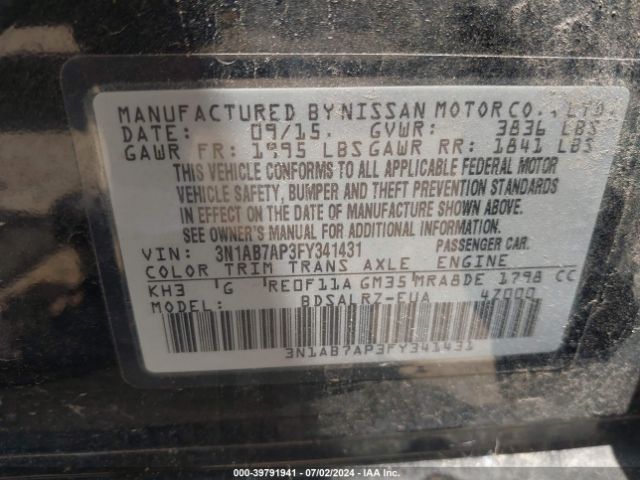 MANUFACTURED BY NISSAN MOTOR CO., LTD.
DATE: 09/15. GVWR: 3836 LBS
GAWR FR: 1995 LBS GAWR RR: 1841 LBS
THIS VEHICLE CONFORMS TO ALL APPLICABLE FEDERAL MOTOR
VEHICLE SAFETY, BUMPER AND THEFT PREVENTION STANDARDS
IN EFFECT ON THE DATE OF MANUFACTURE SHOWN ABOVE.
SEE OWNER'S MANUAL FOR ADDITIONAL INFORMATION.
VIN: 3N1AB7AP3FY341431 PASSENGER CAR.
COLOR TRIM TRANS AXLE ENGINE
KH3 G RE0F11A GM35 MRA8DE 1798 CC
MODEL: BDSALRZ-EUA 47000
3N1AB7AP3FY341431
000-39791941 / 07/02/2024 - IAA Inc.